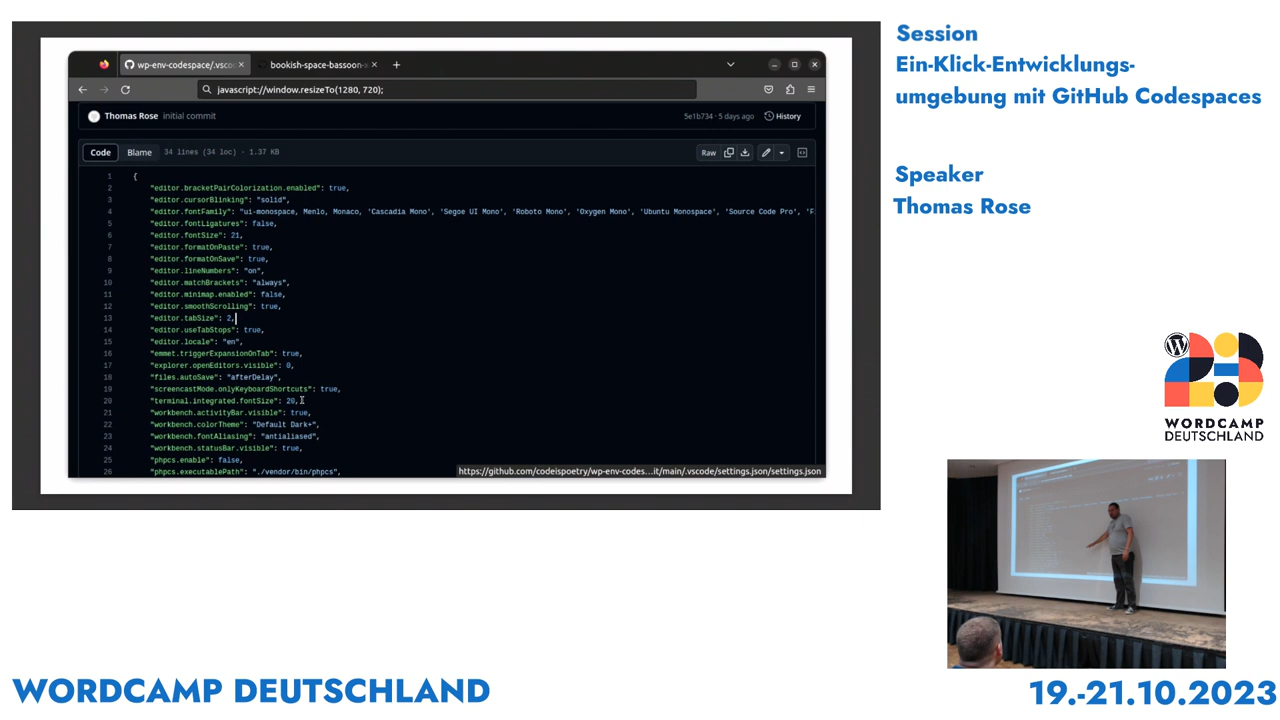 wp-env-codespace/.vsco
bookish-space-bassoon-
javascript://window.resizeTo(1280, 720);
Thomas Rose initial commit
5e1b734 · 5 days ago
History
Code
Blame
34 lines (34 loc) · 1.37 KB
Raw
1 {
2 "editor.bracketPairColorization.enabled": true,
3 "editor.cursorBlinking": "solid",
4 "editor.fontFamily": "ui-monospace, Menlo, Monaco, 'Cascadia Mono', 'Segoe UI Mono', 'Roboto Mono', 'Oxygen Mono', 'Ubuntu Monospace', 'Source Code Pro', 'F
5 "editor.fontLigatures": false,
6 "editor.fontSize": 21,
7 "editor.formatOnPaste": true,
8 "editor.formatOnSave": true,
9 "editor.lineNumbers": "on",
10 "editor.matchBrackets": "always",
11 "editor.minimap.enabled": false,
12 "editor.smoothScrolling": true,
13 "editor.tabSize": 2,
14 "editor.useTabStops": true,
15 "editor.locale": "en",
16 "emmet.triggerExpansionOnTab": true,
17 "explorer.openEditors.visible": 0,
18 "files.autoSave": "afterDelay",
19 "screencastMode.onlyKeyboardShortcuts": true,
20 "terminal.integrated.fontSize": 20,
21 "workbench.activityBar.visible": true,
22 "workbench.colorTheme": "Default Dark+",
23 "workbench.fontAliasing": "antialiased",
24 "workbench.statusBar.visible": true,
25 "phpcs.enable": false,
26 "phpcs.executablePath": "./vendor/bin/phpcs",
https://github.com/codeispoetry/wp-env-codes...it/main/.vscode/settings.json/settings.json
Session
Ein-Klick-Entwicklungs-
umgebung mit GitHub Codespaces
Speaker
Thomas Rose
WORDCAMP
DEUTSCHLAND
WORDCAMP DEUTSCHLAND
19.-21.10.2023